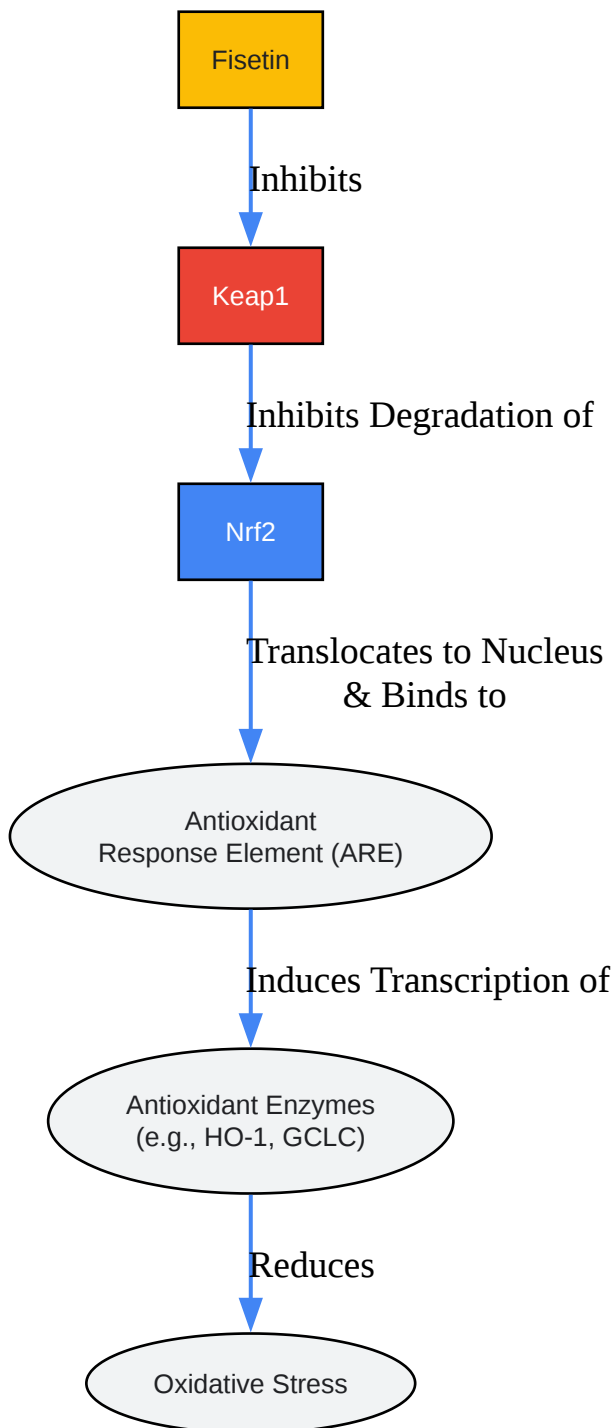 Fisetin
Inhibits
Keap1
Inhibits Degradation of
Nrf2
Translocates to Nucleus
& Binds to
Antioxidant
Response Element (ARE)
Induces Transcription of
Antioxidant Enzymes
(e.g., HO-1, GCLC)
Reduces
Oxidative Stress